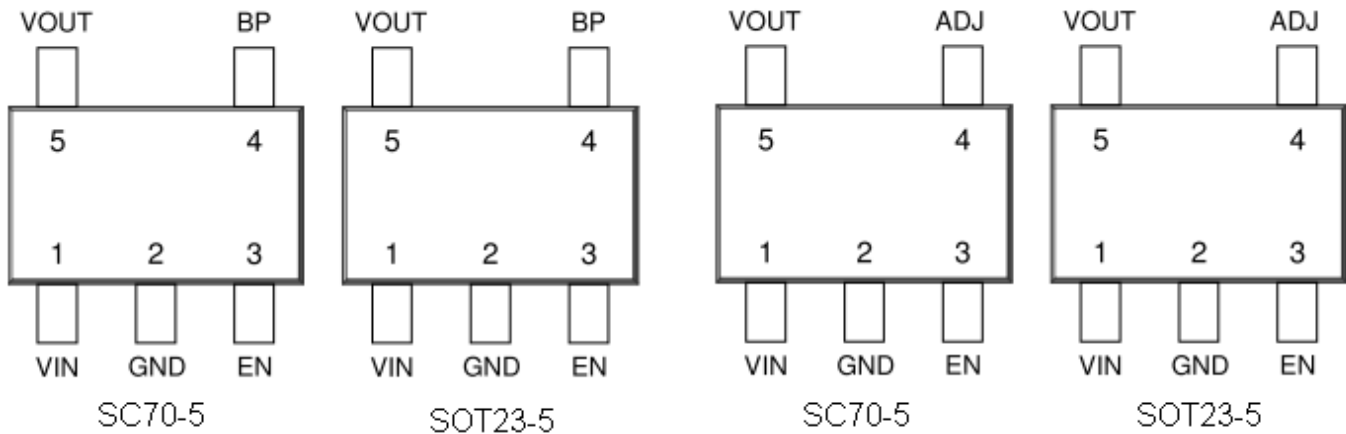 VOUT BP VOUT BP VOUT ADJ VOUT ADJ
5 4 5 4 5 4 5 4
1 2 3 1 2 3 1 2 3 1 2 3
VIN GND EN VIN GND EN VIN GND EN VIN GND EN
SC70-5 SOT23-5 SC70-5 SOT23-5